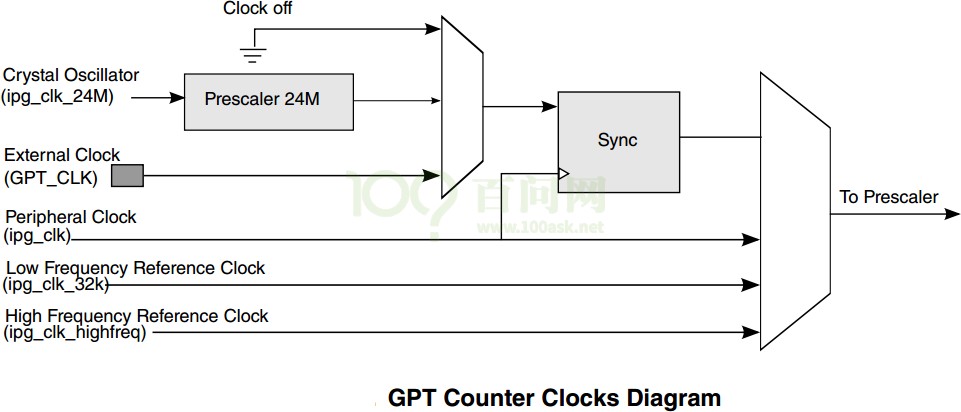 Clock off
Crystal Oscillator
(ipg_clk_24M)
Prescaler 24M
Sync
External Clock
(GPT_CLK)
100?百问网
www.100ask.net
To Prescaler
Peripheral Clock
(ipg_clk)
Low Frequency Reference Clock
(ipg_clk_32k)
High Frequency Reference Clock
(ipg_clk_highfreq)
GPT Counter Clocks Diagram